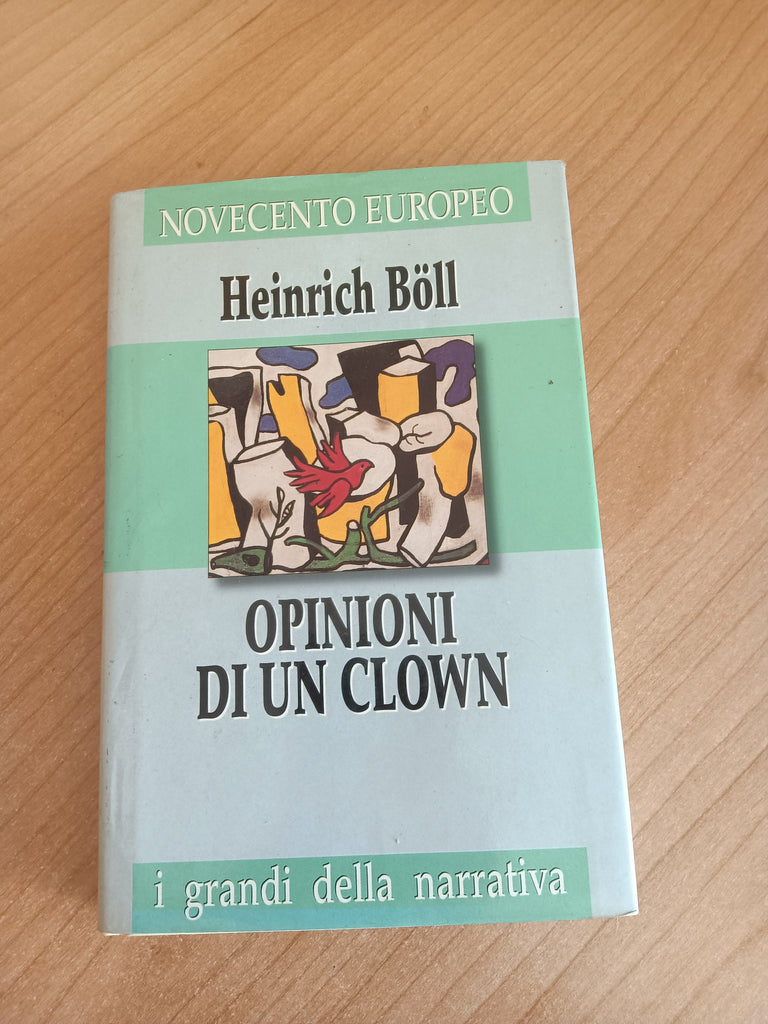 NOVECENTO EUROPEO
Heinrich Böll
OPINIONI
DI UN CLOWN
i grandi della narrativa